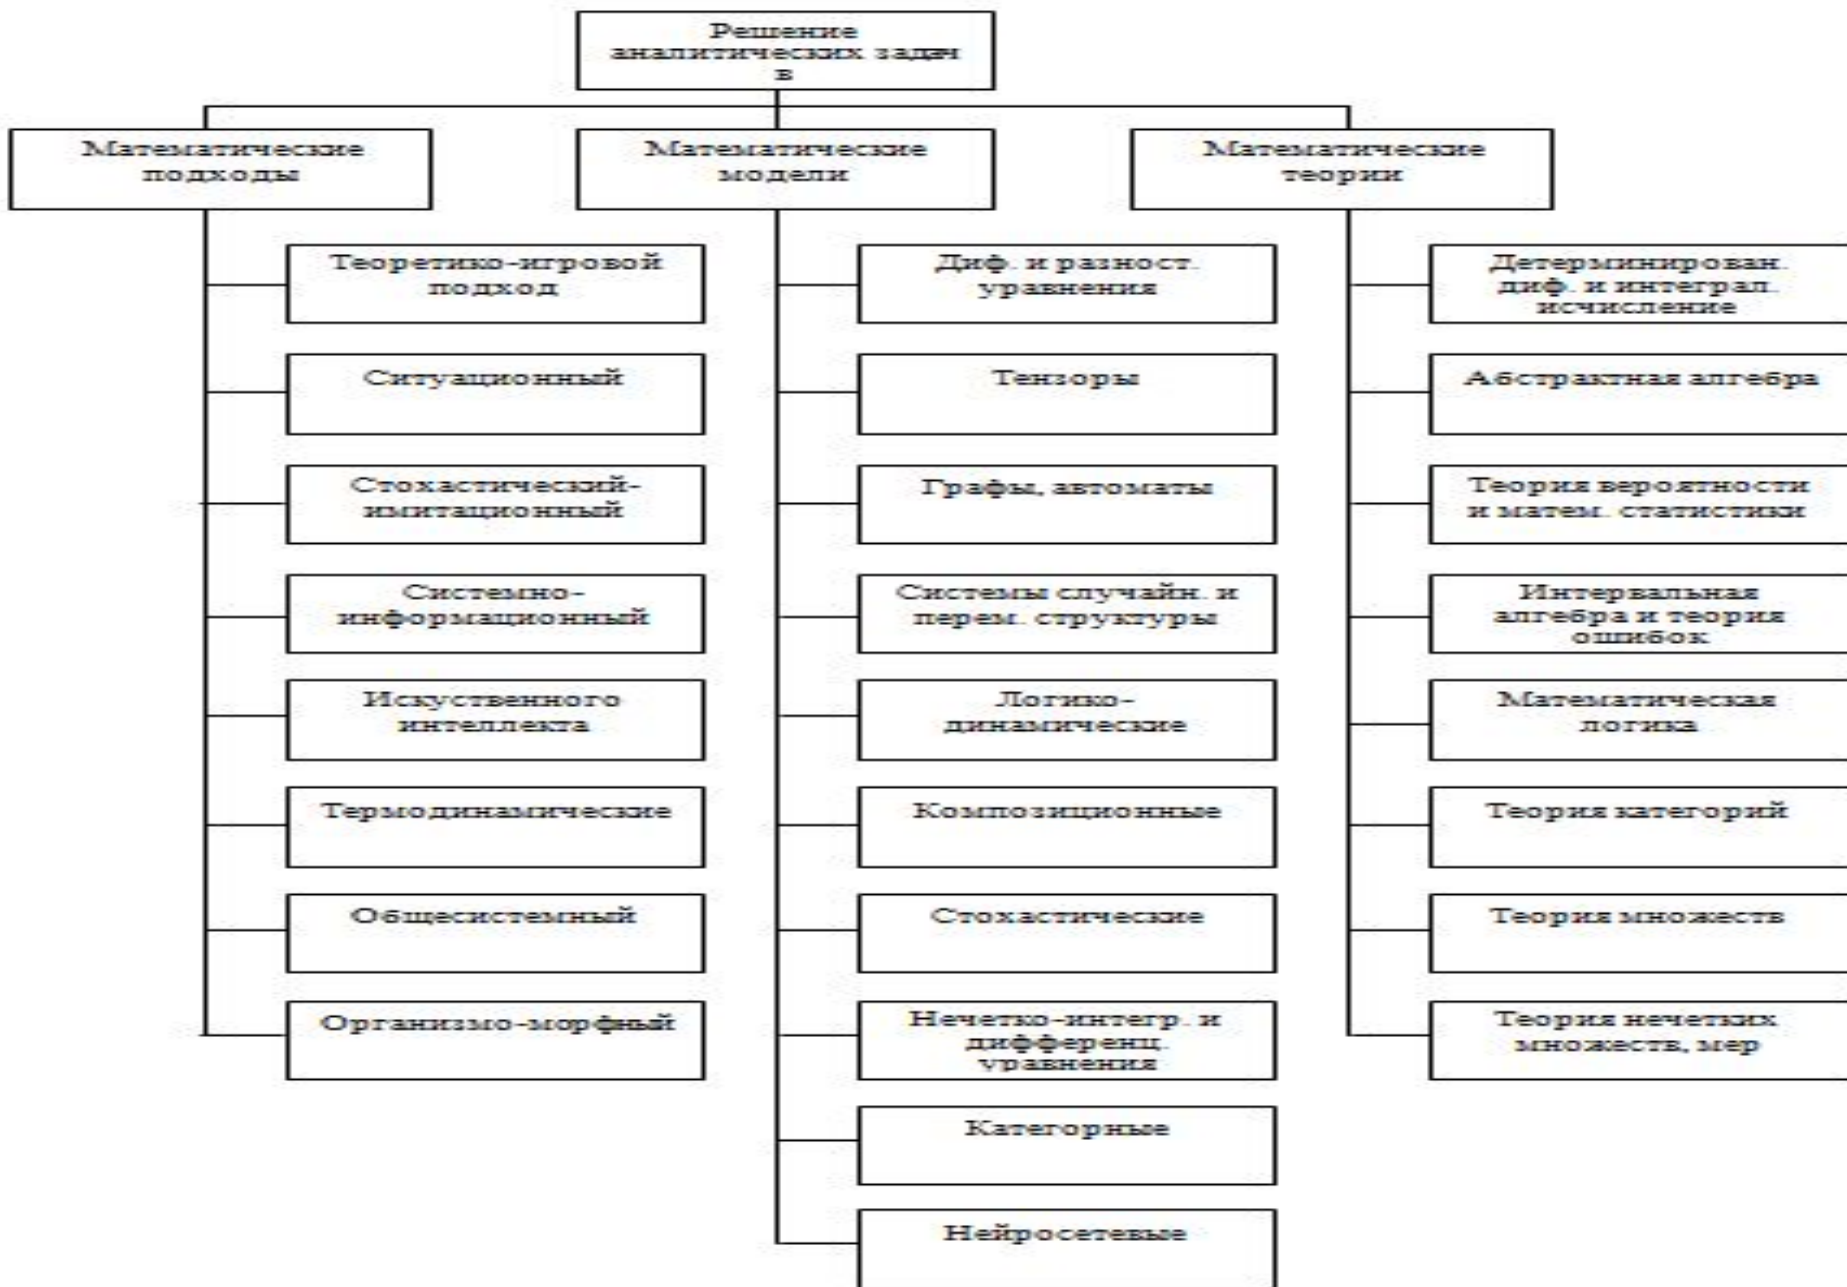 Решение
аналитических задач
в
Математические
подходы
Математические
модели
Математические
теории
Теоретико-игровой
подход
Ситуационный
Стохастический-
имитационный
Системно-
информационный
Искуственного
интеллекта
Термодинамические
Общесистемный
Организмо-морфный
Диф. и разност.
уравнения
Тензоры
Графы, автоматы
Системы случайн. и
перем. структуры
Логико-
динамические
Композиционные
Стохастические
Нечетко-интегр. и
дифференц.
уравнения
Категорные
Нейросетевые
Детерминирован.
диф. и интеграл.
исчисление
Абстрактная алгебра
Теория вероятности
и матем. статистики
Интервальная
алгебра и теория
ошибок
Математическая
логика
Теория категорий
Теория множеств
Теория нечетких
множеств, мер